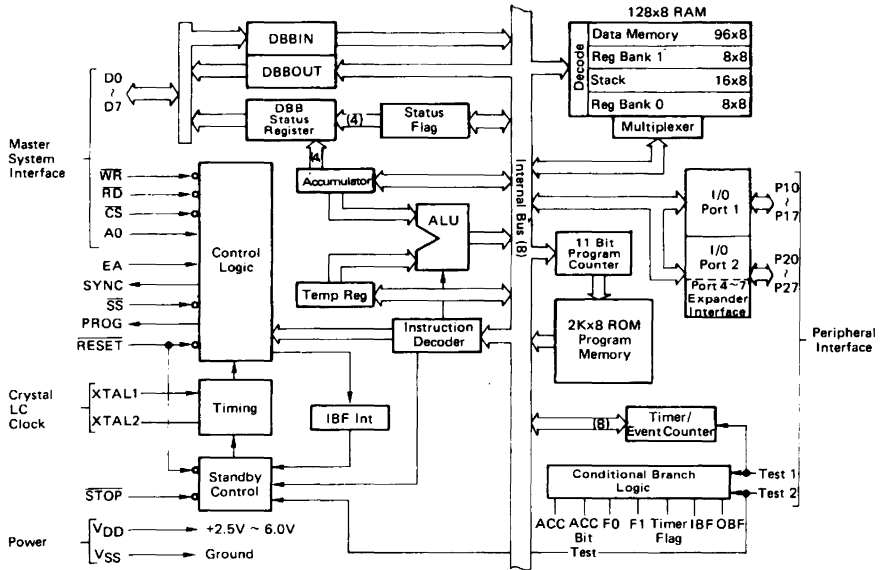 128x8 RAM
Decode
Data Memory 96x8
Reg Bank 1 8x8
Stack 16x8
Reg Bank 0 8x8
Multiplexer
DBBIN
DBBOUT
DBB
Status
Register
(4)
Status
Flag
D0
~
D7
Master
System
Interface
WR
RD
CS
A0
EA
SYNC
SS
PROG
RESET
Control
Logic
(4)
Accumulator
ALU
Temp Reg
Instruction
Decoder
Internal Bus (8)
11 Bit
Program
Counter
2Kx8 ROM
Program
Memory
I/O
Port 1
I/O
Port 2
Port 4~7
Expander
Interface
P10
~
P17
P20
~
P27
Peripheral
Interface
Crystal
LC
Clock
XTAL1
XTAL2
Timing
IBF Int
(8)
Timer/
Event Counter
Standby
Control
STOP
Conditional Branch
Logic
Test 1
Test 2
ACC ACC F0 F1 Timer IBF OBF
Bit Flag
Test
Power
VDD +2.5V ~ 6.0V
VSS Ground